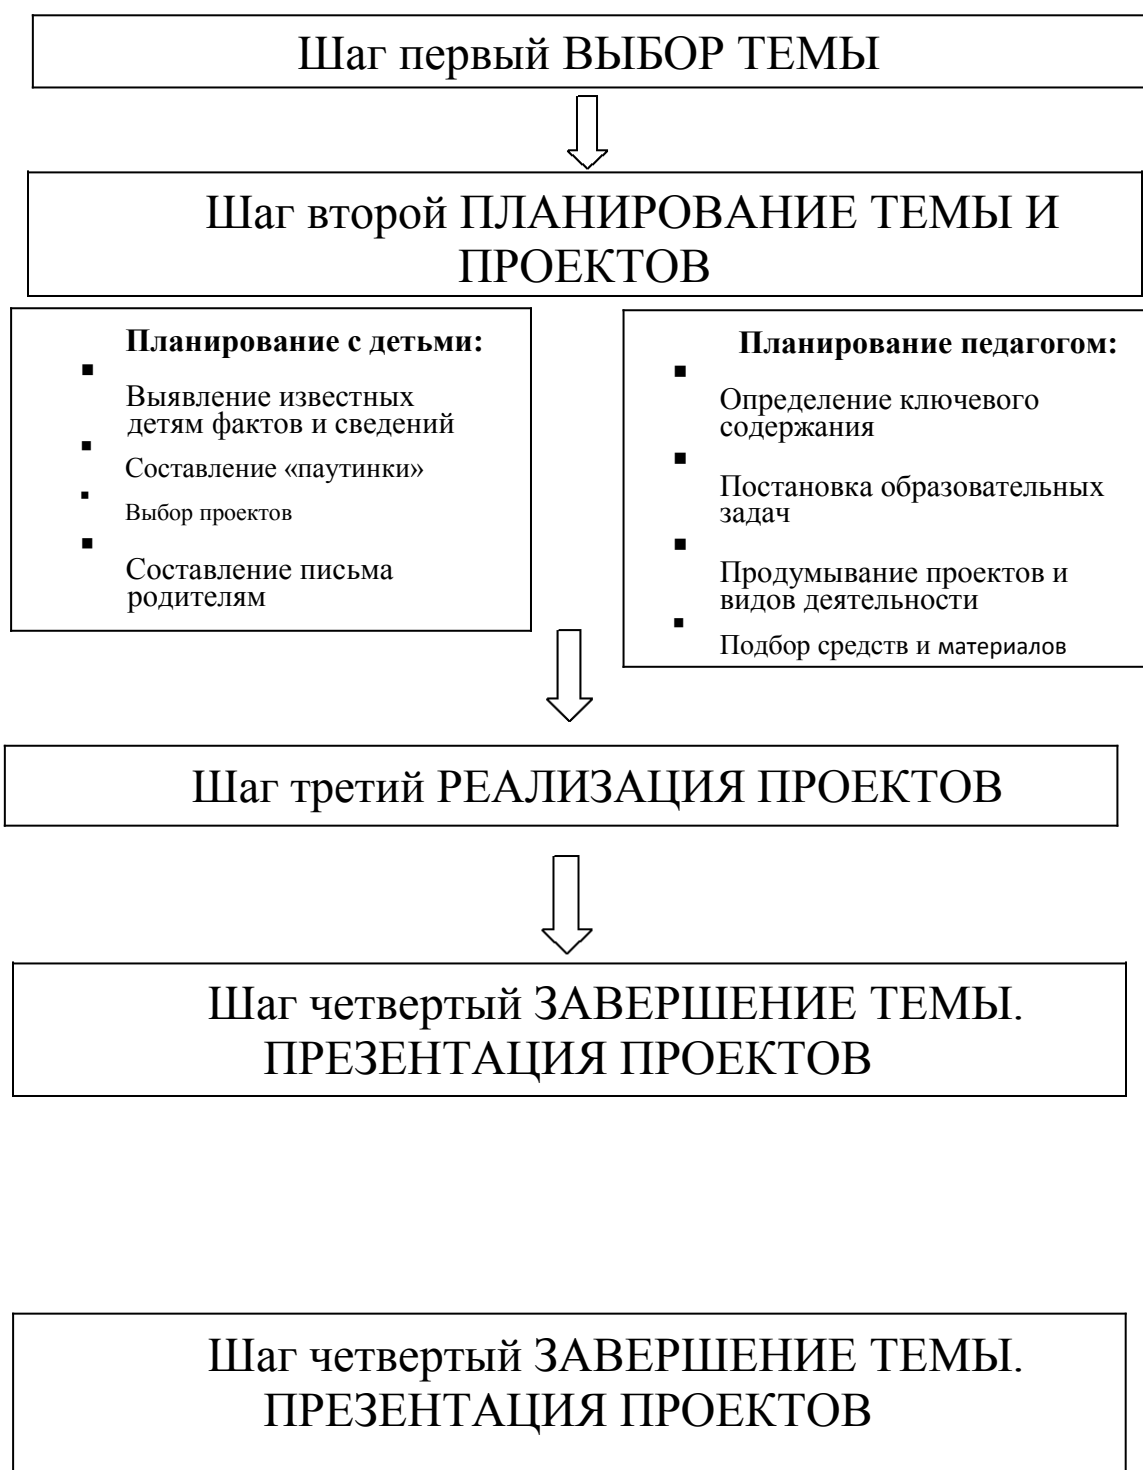 Шаг первый ВЫБОР ТЕМЫ
Шаг второй ПЛАНИРОВАНИЕ ТЕМЫ И
ПРОЕКТОВ
Планирование с детьми:
▪
Выявление известных
детям фактов и сведений
▪
Составление «паутинки»
▪
Выбор проектов
▪
Составление письма
родителям
Планирование педагогом:
▪
Определение ключевого
содержания
▪
Постановка образовательных
задач
▪
Продумывание проектов и
видов деятельности
▪
Подбор средств и материалов
Шаг третий РЕАЛИЗАЦИЯ ПРОЕКТОВ
Шаг четвертый ЗАВЕРШЕНИЕ ТЕМЫ.
ПРЕЗЕНТАЦИЯ ПРОЕКТОВ
Шаг четвертый ЗАВЕРШЕНИЕ ТЕМЫ.
ПРЕЗЕНТАЦИЯ ПРОЕКТОВ